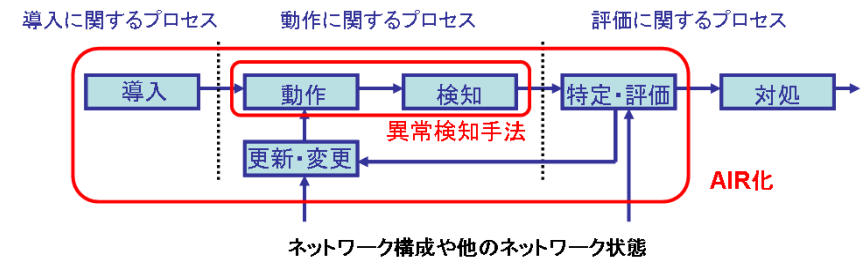 導入に関するプロセス
動作に関するプロセス
評価に関するプロセス
導入
動作
検知
特定・評価
対処
異常検知手法
更新・変更
AIR化
ネットワーク構成や他のネットワーク状態